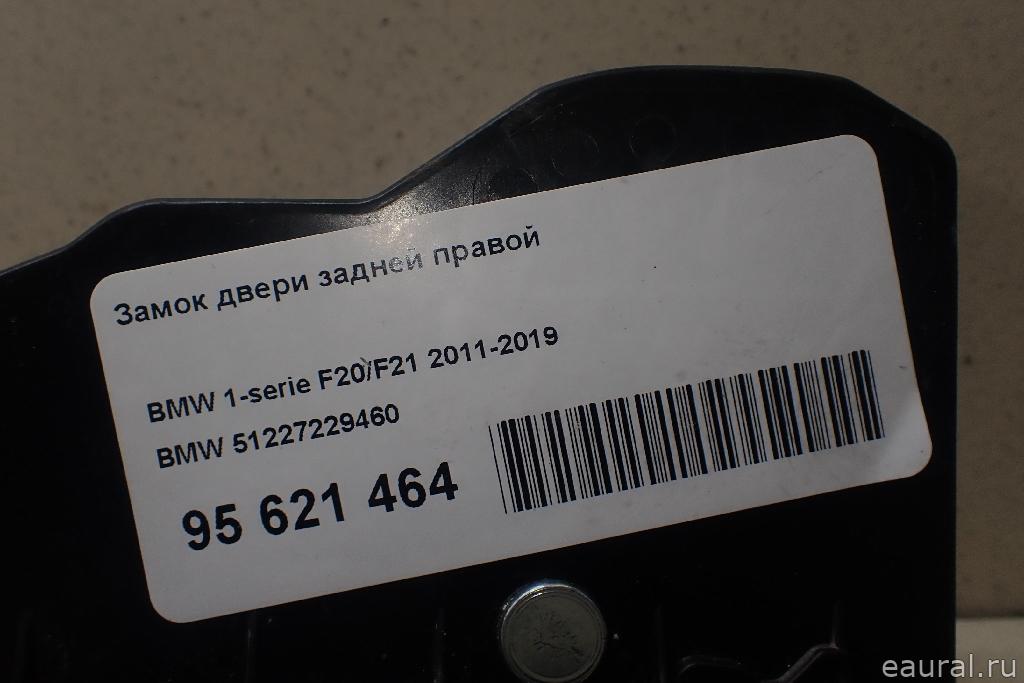 Замок двери задней правой
BMW 1-serie F20/F21 2011-2019
BMW 51227229460
95 621 464
eaural.ru